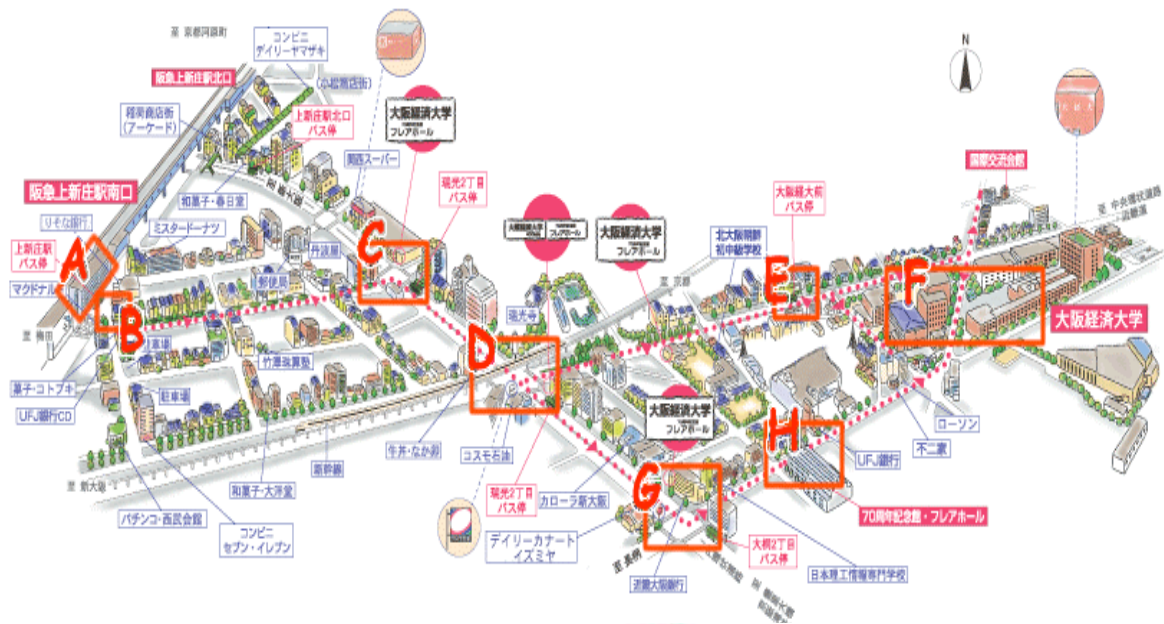 至 京都河原町
コンビニ
デイリーヤマザキ
阪急上新庄駅北口
(小松商店街)
稲荷商店街
(アーケード)
上新庄駅北口
バス停
大阪経済大学
フレアホール
関西スーパー
阪急上新庄駅南口
和菓子・春日堂
瑞光2丁目
バス停
りそな銀行
ミスタードーナツ
上新庄駅
バス停
A
マクドナル
B
丹波屋
C
郵便局
大阪経済大学
フレアホール
大阪経済大学
フレアホール
大阪経大前
バス停
北大阪朝鮮
初中級学校
N
国際交流会館
至 中央環状道路
近畿道
E
F
大阪経済大学
至 京都
瑞光寺
D
至 梅田
車場
竹澤珠算塾
菓子・コトブキ
UFJ銀行CD
駐車場
大阪経済大学
フレアホール
H
ローソン
不二家
UFJ銀行
牛丼・なか卯
コスモ石油
新幹線
至 新大阪
和菓子・大洋堂
瑞光2丁目
バス停
カローラ新大阪
G
パチンコ・西民会館
コンビニ
セブン・イレブン
デイリーカナート
イズミヤ
70周年記念館・フレアホール
大桐2丁目
バス停
近畿大阪銀行
日本理工情報専門学校